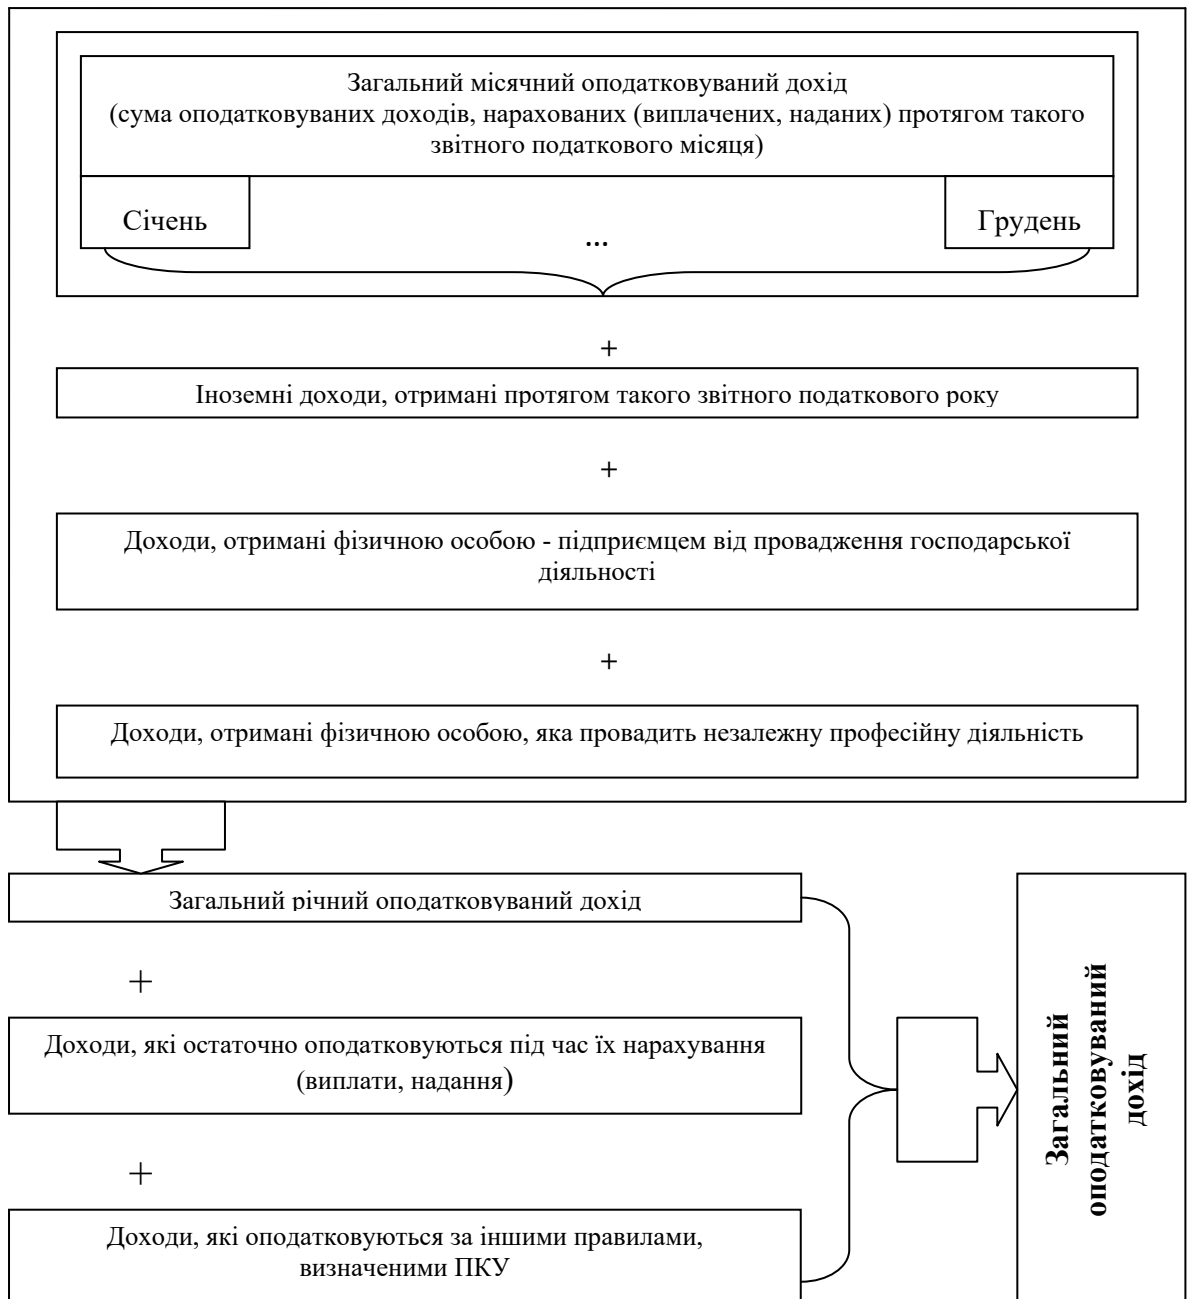 Загальний місячний оподатковуваний дохід
(сума оподатковуваних доходів, нарахованих (виплачених, наданих) протягом такого
звітного податкового місяця)
Січень
...
Грудень
+
Іноземні доходи, отримані протягом такого звітного податкового року
+
Доходи, отримані фізичною особою - підприємцем від провадження господарської
діяльності
+
Доходи, отримані фізичною особою, яка провадить незалежну професійну діяльність
Загальний річний оподатковуваний дохід
+
Доходи, які остаточно оподатковуються під час їх нарахування
(виплати, надання)
+
Доходи, які оподатковуються за іншими правилами,
визначеними ПКУ
Загальний
оподатковуваний
дохід